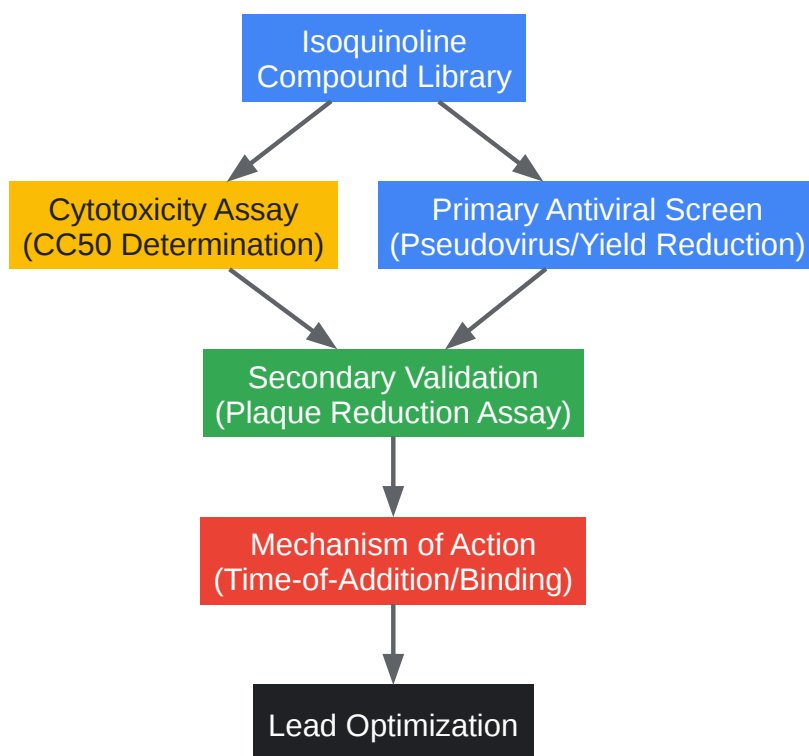 Isoquinoline
Compound Library
Cytotoxicity Assay
(CC50 Determination)
Primary Antiviral Screen
(Pseudovirus/Yield Reduction)
Secondary Validation
(Plaque Reduction Assay)
Mechanism of Action
(Time-of-Addition/Binding)
Lead Optimization